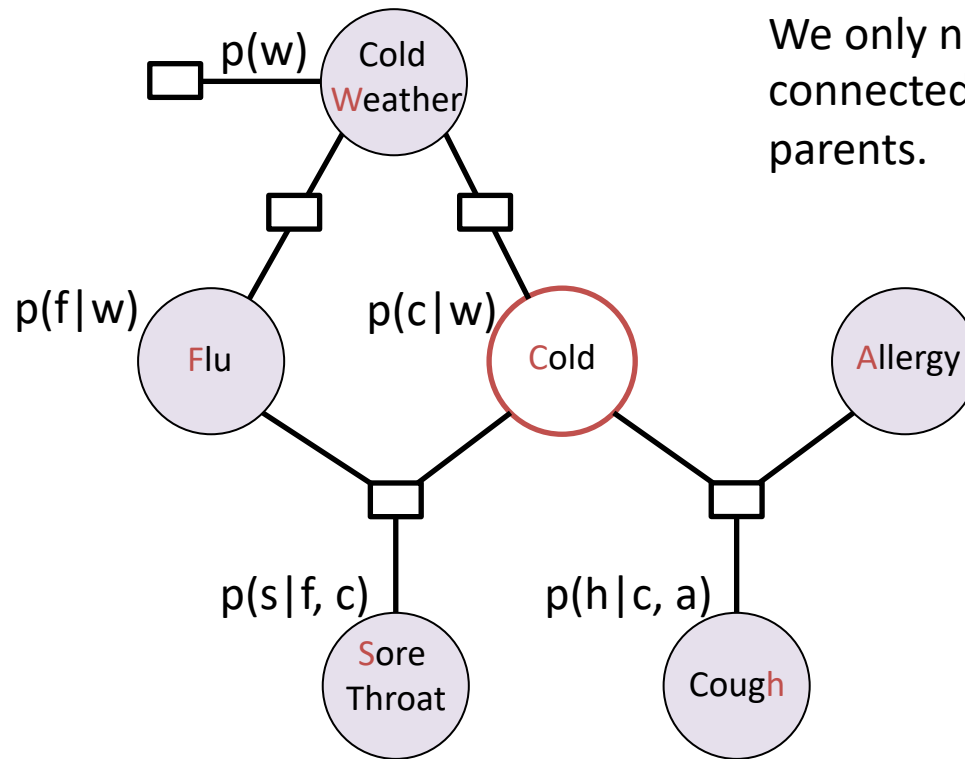 p(w)
Cold
Weather
We only
connected
parents.
p(f|w)
Flu
p(c|w)
Cold
Allergy
p(s|f, c)
Sore
Throat
p(h|c, a)
Cough